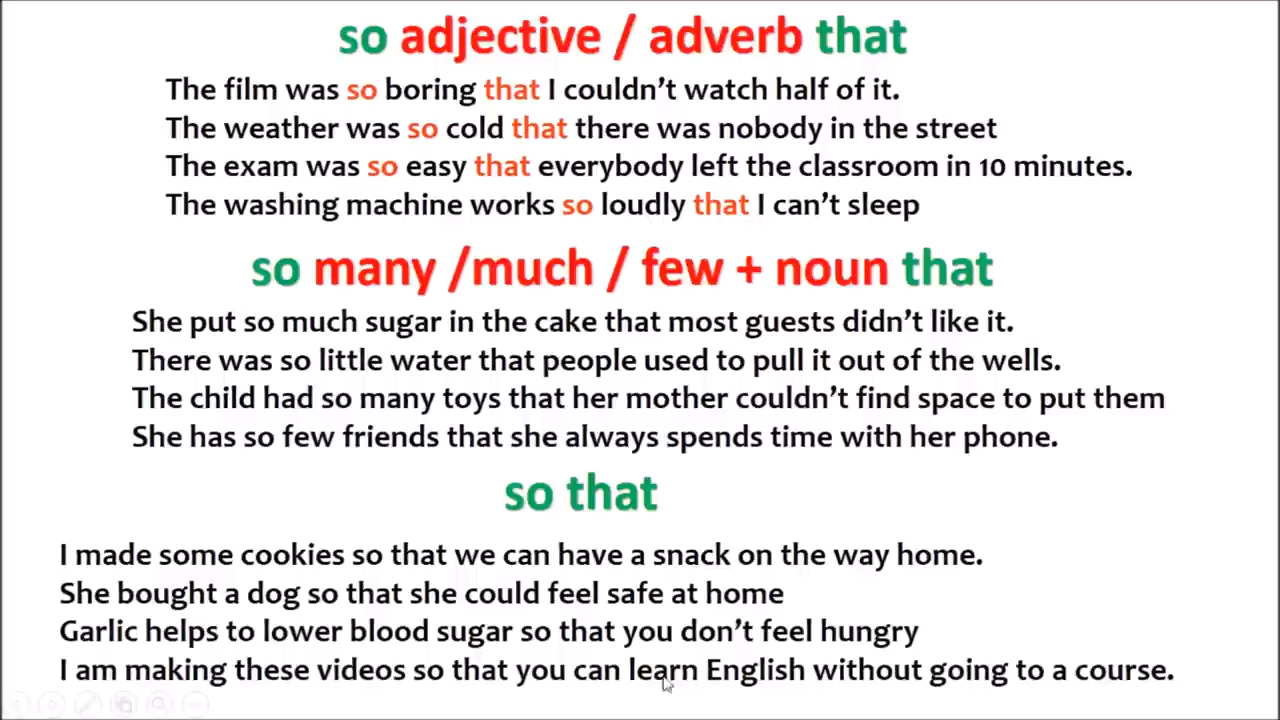 so adjective / adverb that
The film was so boring that I couldn't watch half of it.
The weather was so cold that there was nobody in the street
The exam was so easy that everybody left the classroom in 10 minutes.
The washing machine works so loudly that I can't sleep
so many /much / few + noun that
She put so much sugar in the cake that most guests didn't like it.
There was so little water that people used to pull it out of the wells.
The child had so many toys that her mother couldn't find space to put them
She has so few friends that she always spends time with her phone.
so that
I made some cookies so that we can have a snack on the way home.
She bought a dog so that she could feel safe at home
Garlic helps to lower blood sugar so that you don't feel hungry
I am making these videos so that you can learn English without going to a course.